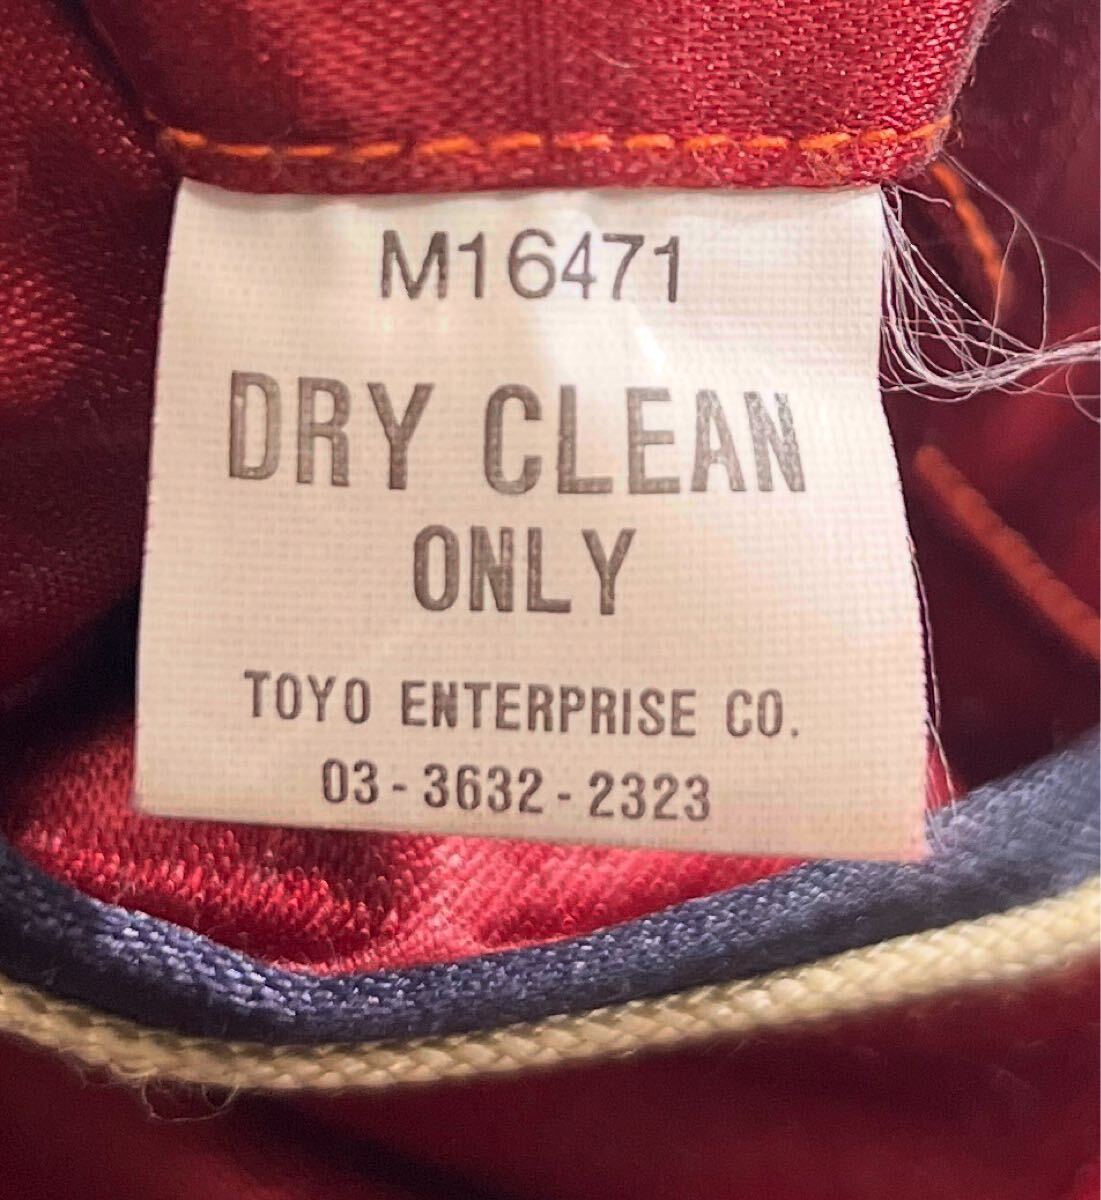 M16471
DRY CLEAN
ONLY
TOYO ENTERPRISE CO.
03-3632-2323